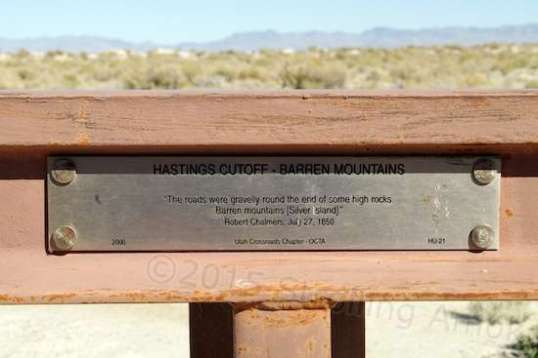 HASTINGS CUTOFF - BARREN MOUNTAINS
"The roads were gravelly round the end of some high rocks
Barren mountains [Silver Island]"
Robert Chalmers, July 27, 1850
2000 Utah Crossroads Chapter - OCTA HU-21
©2015